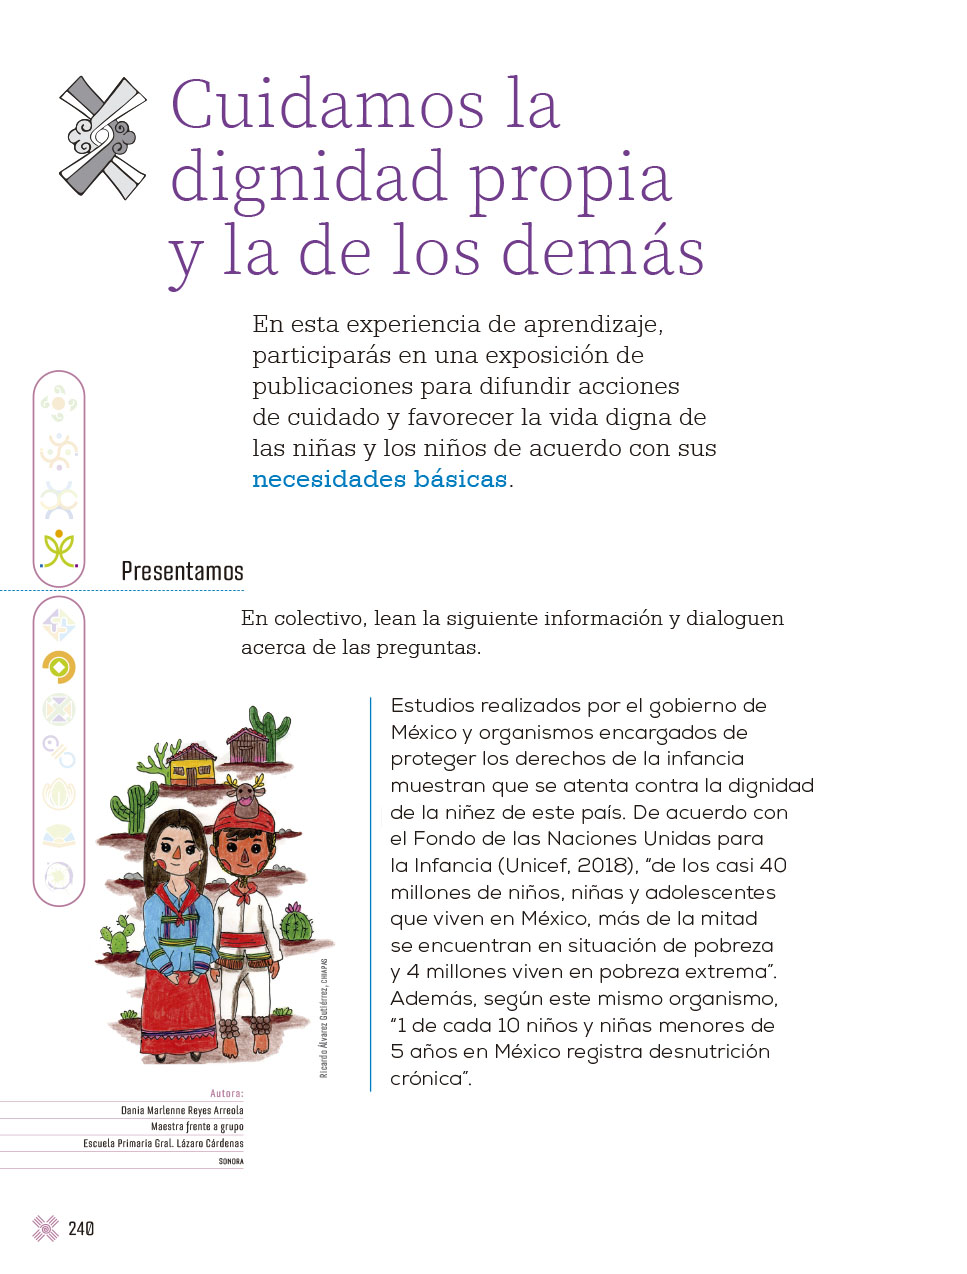 Cuidamos la
dignidad propia
y la de los demás
En esta experiencia de aprendizaje,
participarás en una exposición de
publicaciones para difundir acciones
de cuidado y favorecer la vida digna de
las niñas y los niños de acuerdo con sus
necesidades básicas.
Presentamos
En colectivo, lean la siguiente información y dialoguen
acerca de las preguntas.
Estudios realizados por el gobierno de
México y organismos encargados de
proteger los derechos de la infancia
muestran que se atenta contra la dignidad
de la niñez de este país. De acuerdo con
el Fondo de las Naciones Unidas para
la Infancia (Unicef, 2018), “de los casi 40
millones de niños, niñas y adolescentes
que viven en México, más de la mitad
se encuentran en situación de pobreza
y 4 millones viven en pobreza extrema”.
Además, según este mismo organismo,
“1 de cada 10 niños y niñas menores de
5 años en México registra desnutrición
crónica”.
Ricardo Álvarez Gutiérrez, CHIAPAS
Autora:
Dania Marlenne Reyes Arreola
Maestra frente a grupo
Escuela Primaria Gral. Lázaro Cárdenas
SONORA
240